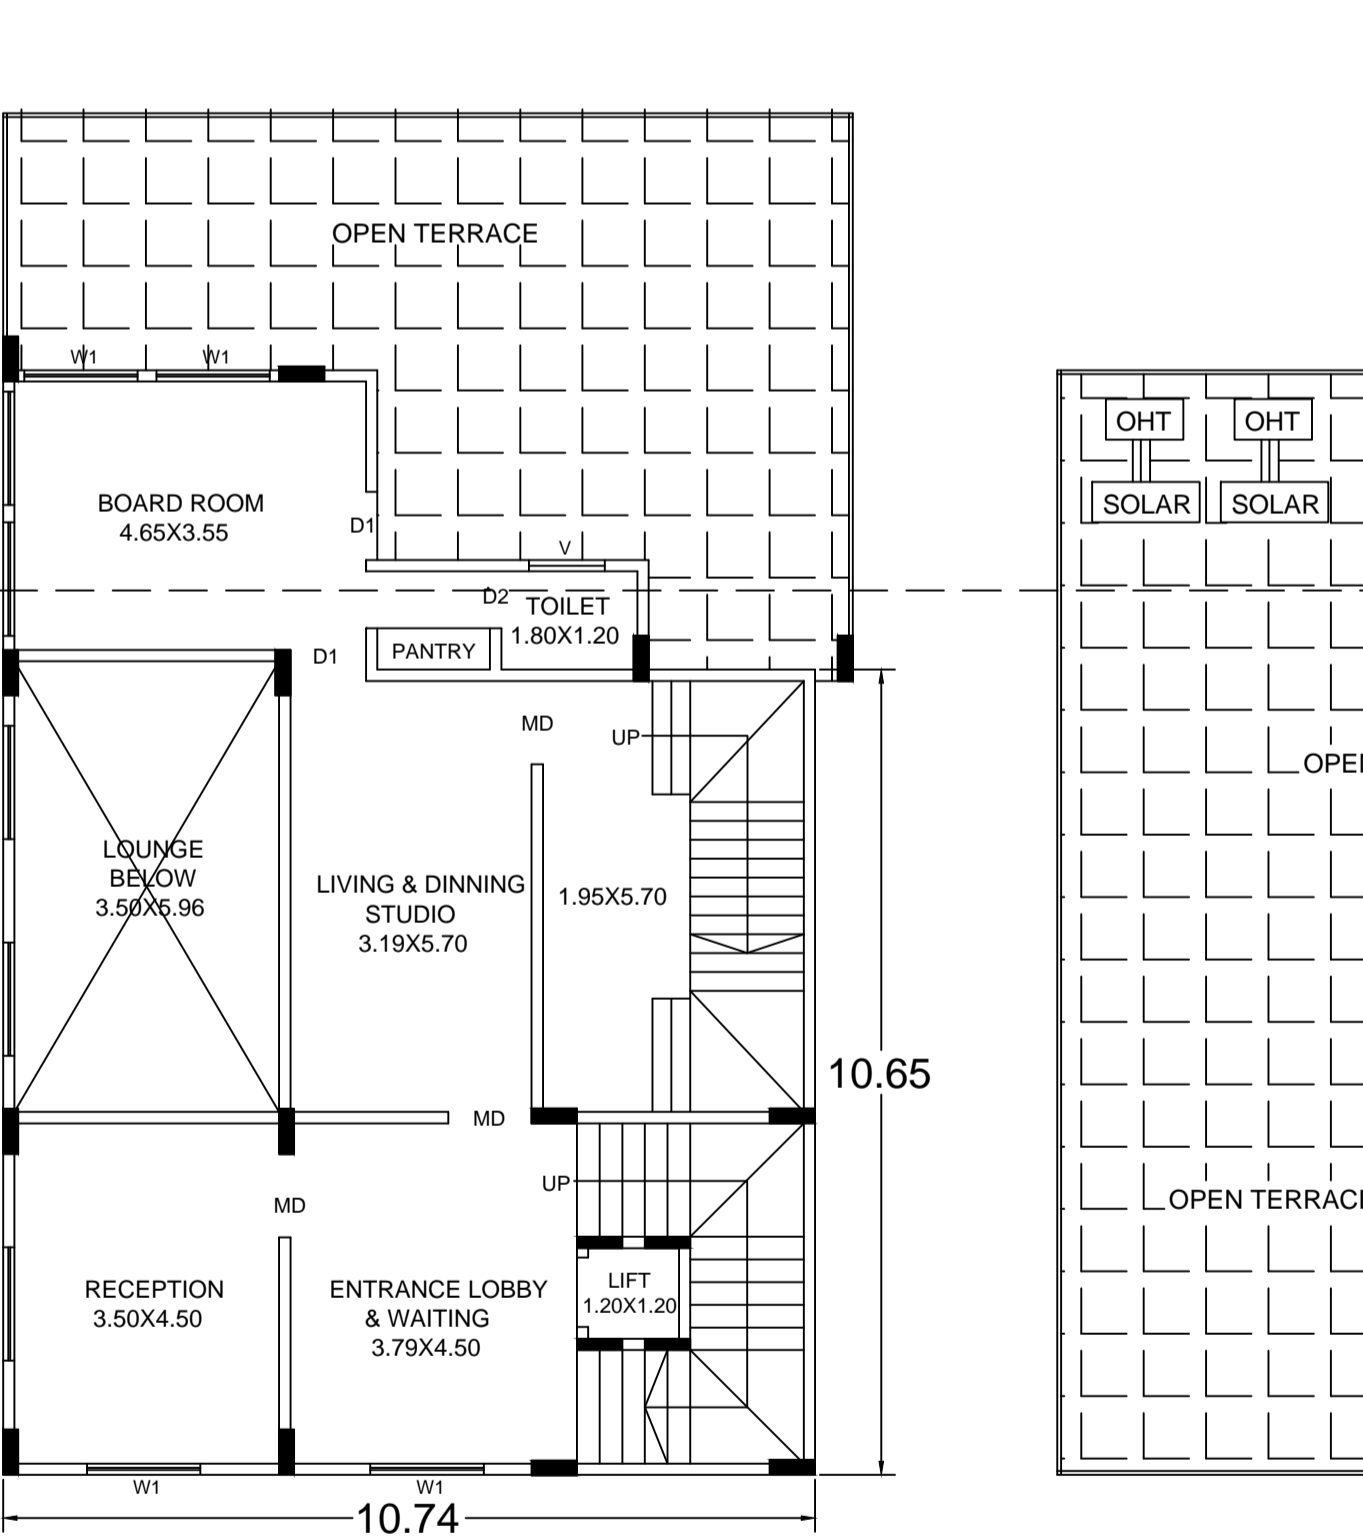 OPEN TERRACE
W1
W1
OHT
OHT
SOLAR
SOLAR
BOARD ROOM
4.65X3.55
D1
V
D2
TOILET
1.80X1.20
PANTRY
D1
MD
UP
OPEN
LOUNGE
BELOW
3.50X5.96
LIVING & DINNING
STUDIO
3.19X5.70
1.95X5.70
10.65
MD
UP
MD
OPEN TERRACE
RECEPTION
3.50X4.50
ENTRANCE LOBBY
& WAITING
3.79X4.50
LIFT
1.20X1.20
W1
W1
10.74